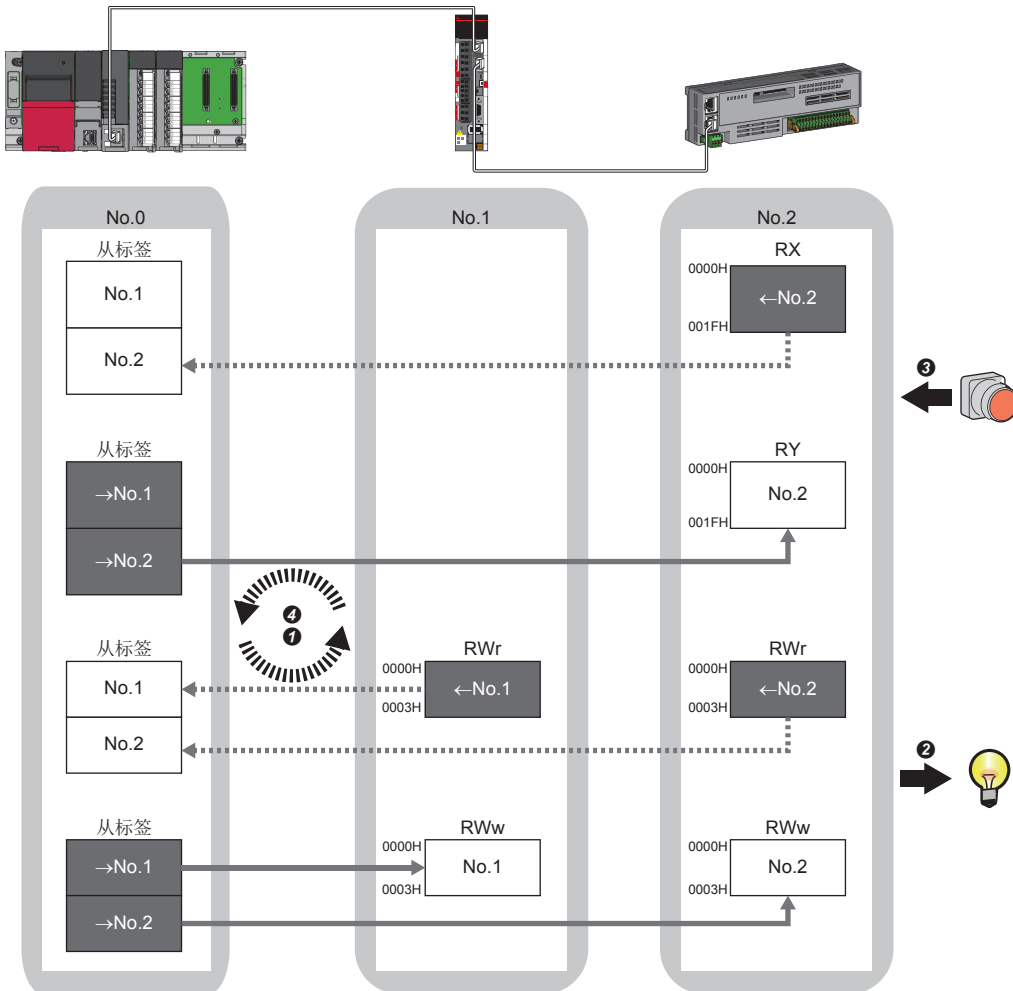 No.0
No.1
No.2
从标签
No.1
No.2
RX
0000H
←No.2
001FH
❸
从标签
→No.1
→No.2
RY
0000H
No.2
001FH
❹
❶
从标签
No.1
No.2
RWr
0000H
←No.1
0003H
RWr
0000H
←No.2
0003H
❷
从标签
→No.1
→No.2
RWw
0000H
No.1
0003H
RWw
0000H
No.2
0003H